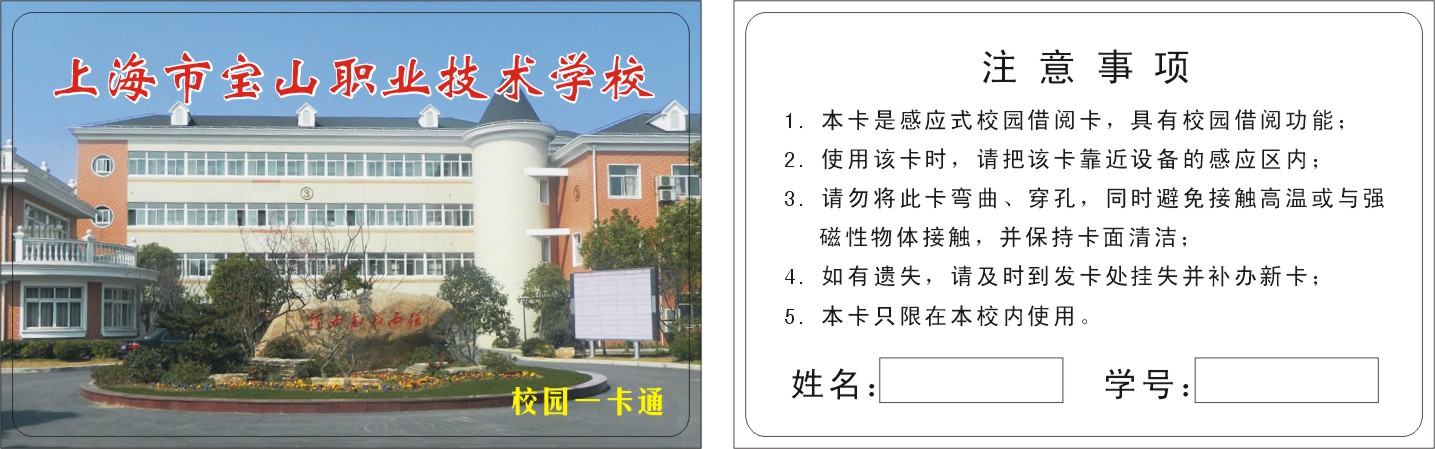 上海市宝山职业技术学校
③
校园一卡通
注意事项
1. 本卡是感应式校园借阅卡，具有校园借阅功能；
2. 使用该卡时，请把该卡靠近设备的感应区内；
3. 请勿将此卡弯曲、穿孔，同时避免接触高温或与强
磁性物体接触，并保持卡面清洁；
4. 如有遗失，请及时到发卡处挂失并补办新卡；
5. 本卡只限在本校内使用。
姓名：
学号：